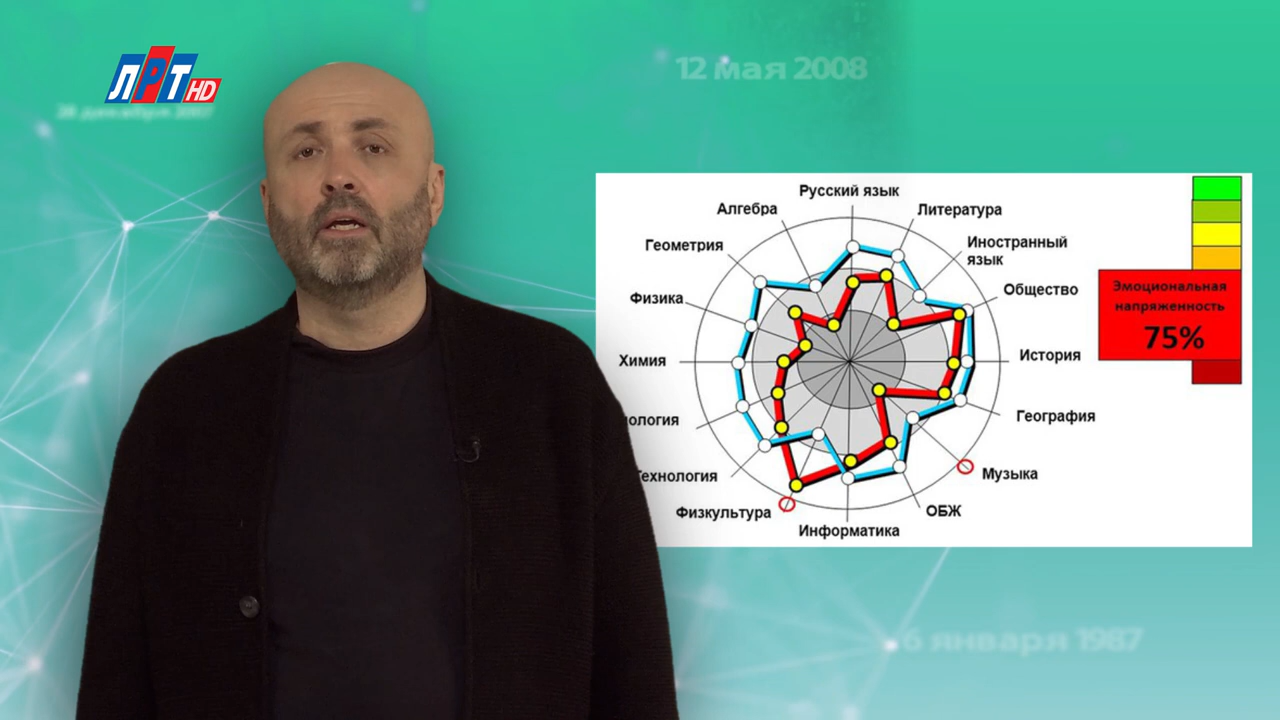 ЛРТ HD
12 мая 2008
Русский язык
Алгебра
Литература
Геометрия
Иностранный
язык
Физика
Общество
Химия
История
ология
География
Технология
Музыка
Физкультура
ОБЖ
Информатика
Эмоциональная
напряженность
75%
6 января 1987